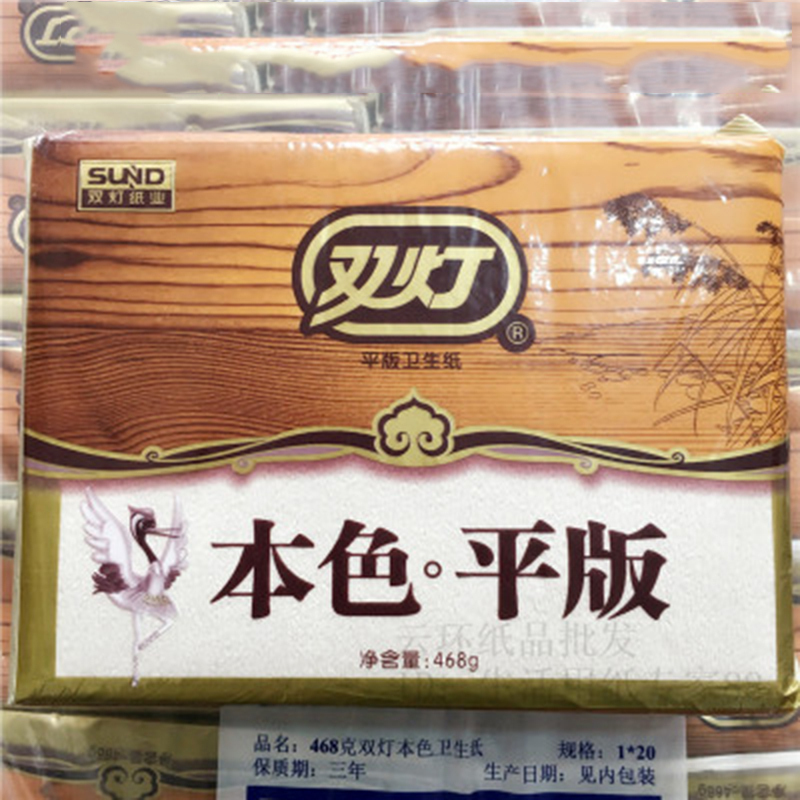 SUND
双灯纸业
双灯
®
平版卫生纸
本色·平版
净含量:468g
云环纸品批发
品名:468克双灯本色卫生纸 规格:1*20
保质期:三年 生产日期:见内包装